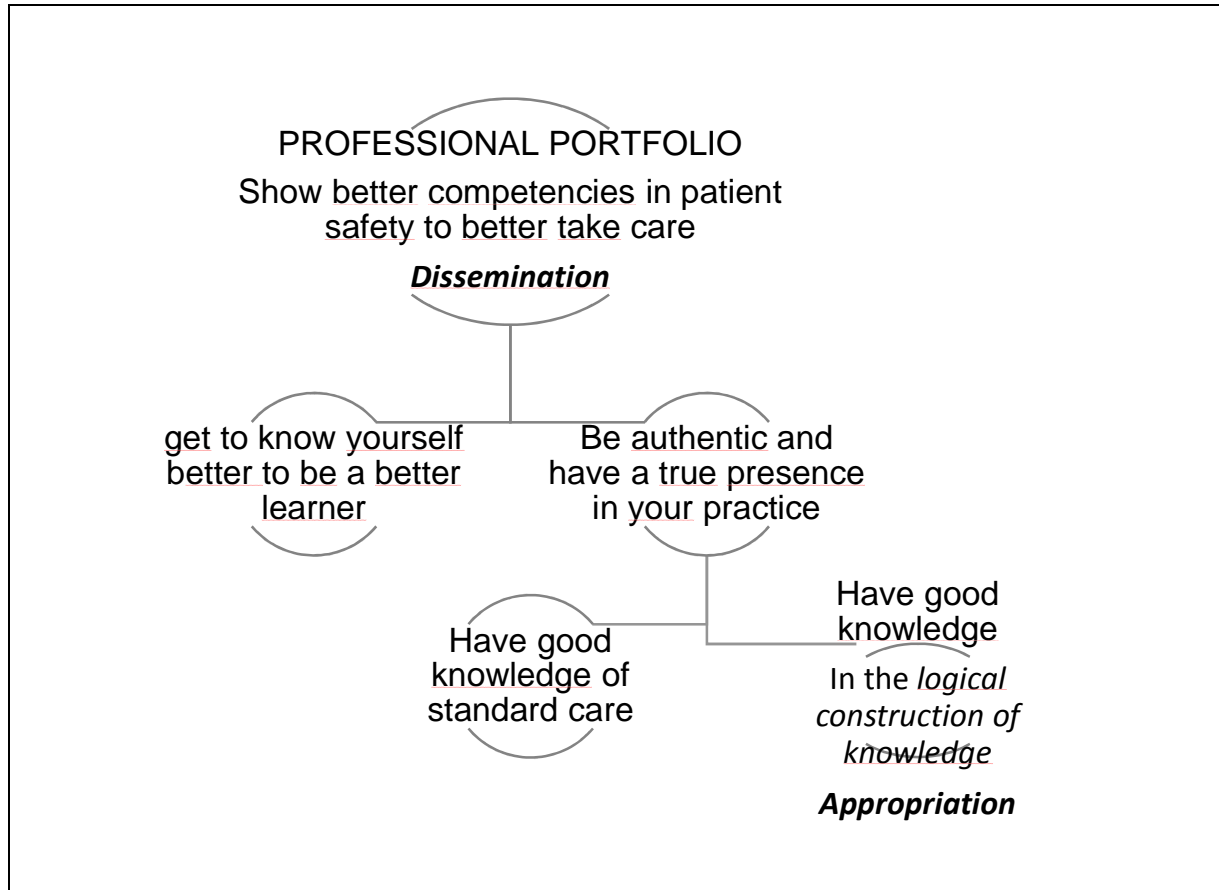 PROFESSIONAL PORTFOLIO
Show better competencies in patient
safety to better take care
Dissemination
get to know yourself
better to be a better
learner
Be authentic and
have a true presence
in your practice
Have good
knowledge of
standard care
Have good
knowledge
In the logical
construction of
knowledge
Appropriation